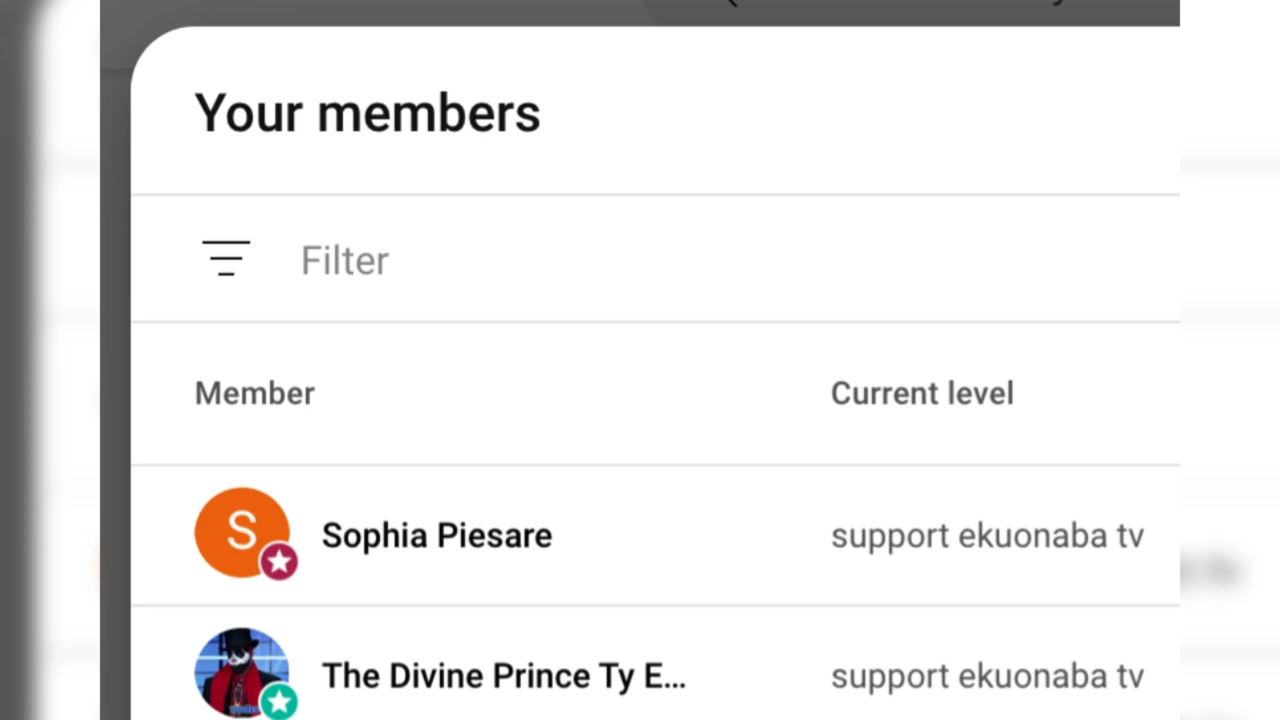 Your members
Filter
Member Current level
S Sophia Piesare support ekuonaba tv
The Divine Prince Ty E... support ekuonaba tv